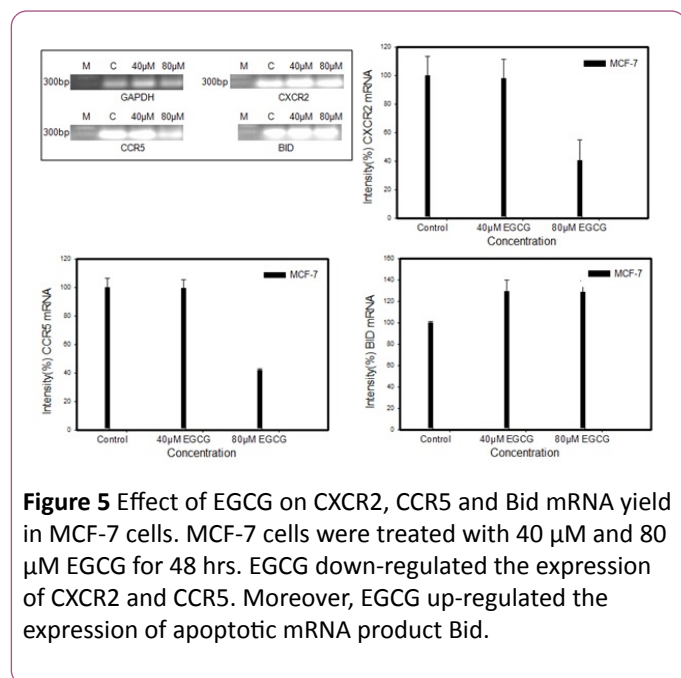 M C 40μM 80μM
300bp
GAPDH
M C 40μM 80μM
300bp
CXCR2
M C 40μM 80μM
300bp
CCR5
M C 40μM 80μM
BID
Intensity(%) CXCR2 mRNA
140
120
100
80
60
40
20
0
MCF-7
Control 40μM EGCG 80μM EGCG
Concentration
Intensity(%) CCR5 mRNA
120
100
80
60
40
20
0
MCF-7
Control 40μM EGCG 80μM EGCG
Concentration
Intensity(%) BID mRNA
160
140
120
100
80
60
40
20
0
MCF-7
Control 40μM EGCG 80μM EGCG
Concentration
Figure 5 Effect of EGCG on CXCR2, CCR5 and Bid mRNA yield
in MCF-7 cells. MCF-7 cells were treated with 40 μM and 80
μM EGCG for 48 hrs. EGCG down-regulated the expression
of CXCR2 and CCR5. Moreover, EGCG up-regulated the
expression of apoptotic mRNA product Bid.